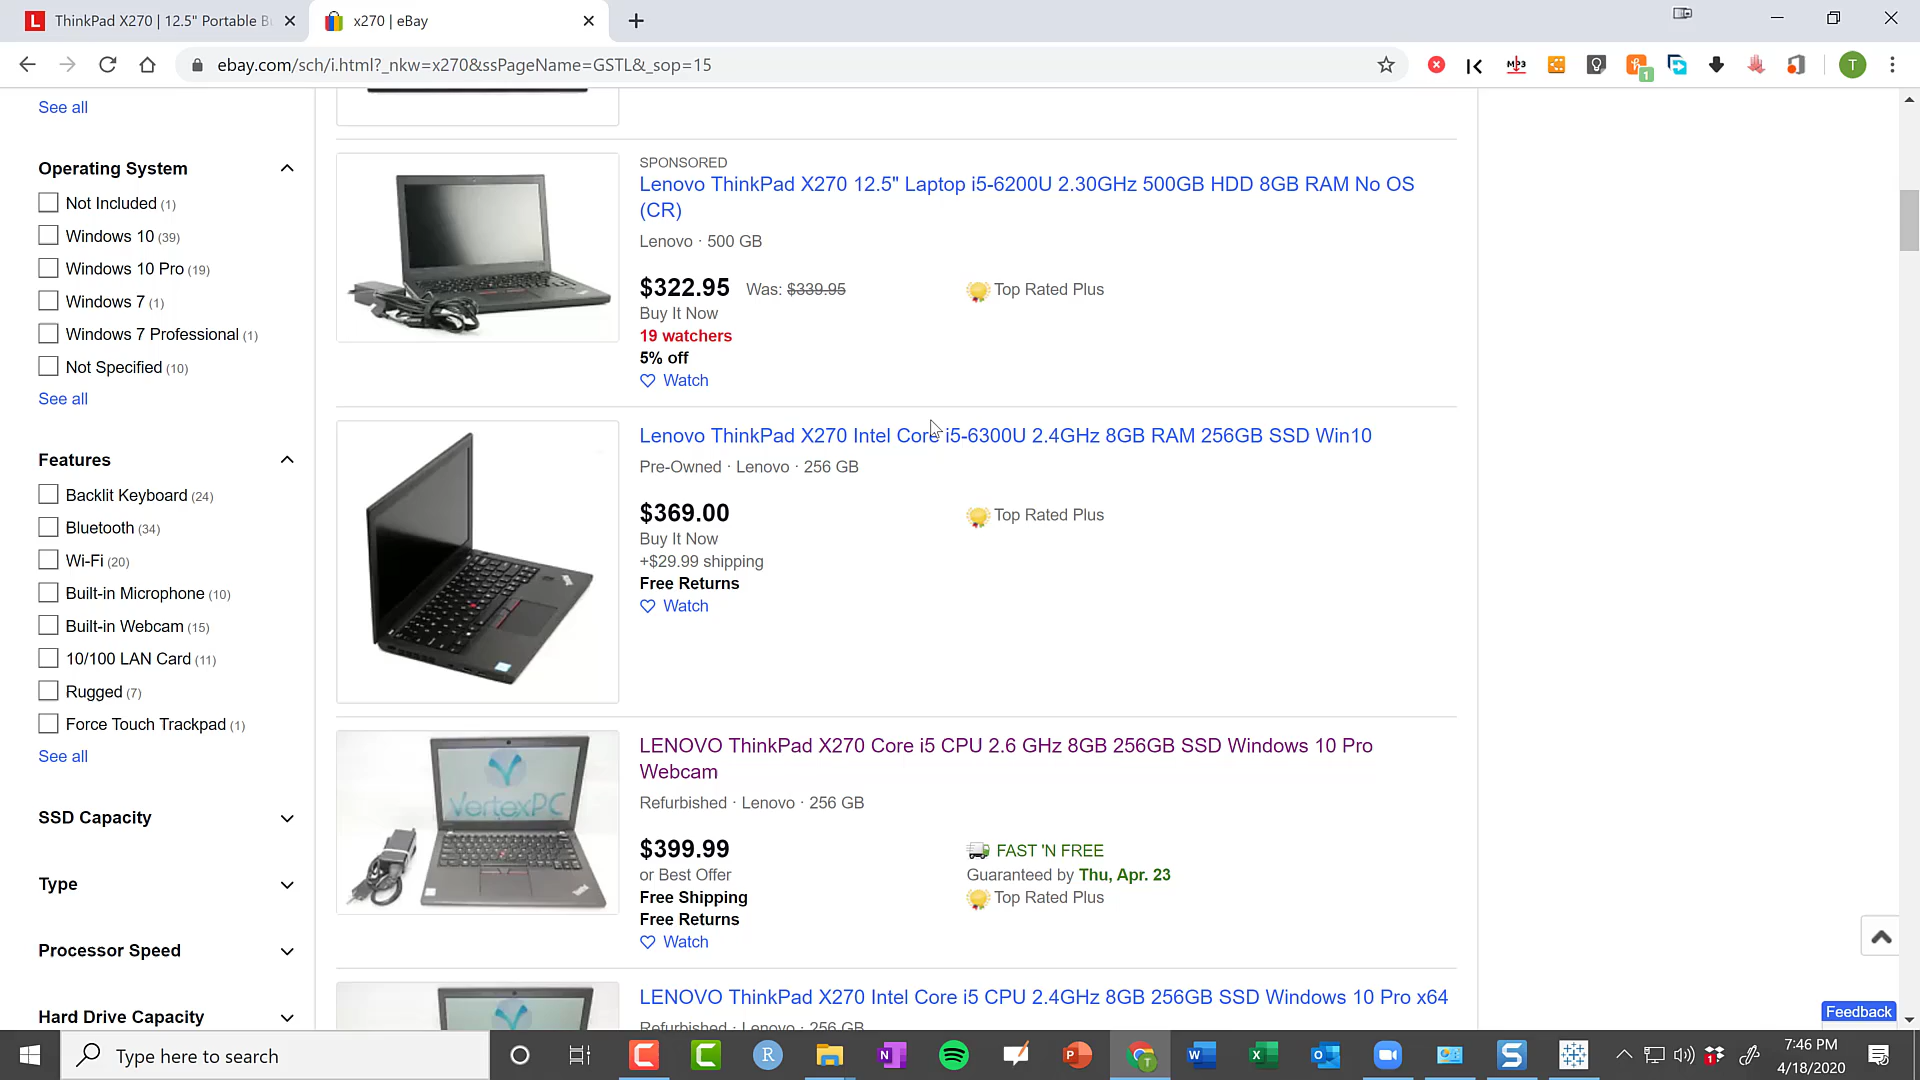 ThinkPad X270 | 12.5" Portable B
x270 | eBay
ebay.com/sch/i.html?_nkw=x270&ssPageName=GSTL&_sop=15
MP3
1
T
See all
Operating System
Not Included (1)
Windows 10 (39)
Windows 10 Pro (19)
Windows 7 (1)
Windows 7 Professional (1)
Not Specified (10)
See all
Features
Backlit Keyboard (24)
Bluetooth (34)
Wi-Fi (20)
Built-in Microphone (10)
Built-in Webcam (15)
10/100 LAN Card (11)
Rugged (7)
Force Touch Trackpad (1)
See all
SSD Capacity
Type
Processor Speed
Hard Drive Capacity
SPONSORED
Lenovo ThinkPad X270 12.5" Laptop i5-6200U 2.30GHz 500GB HDD 8GB RAM No OS
(CR)
Lenovo · 500 GB
$322.95 Was: $339.95
Top Rated Plus
Buy It Now
19 watchers
5% off
Watch
Lenovo ThinkPad X270 Intel Core i5-6300U 2.4GHz 8GB RAM 256GB SSD Win10
Pre-Owned · Lenovo · 256 GB
$369.00
Top Rated Plus
Buy It Now
+$29.99 shipping
Free Returns
Watch
VertexPC
LENOVO ThinkPad X270 Core i5 CPU 2.6 GHz 8GB 256GB SSD Windows 10 Pro
Webcam
Refurbished · Lenovo · 256 GB
$399.99
FAST 'N FREE
or Best Offer
Guaranteed by Thu, Apr. 23
Free Shipping
Top Rated Plus
Free Returns
Watch
LENOVO ThinkPad X270 Intel Core i5 CPU 2.4GHz 8GB 256GB SSD Windows 10 Pro x64
Refurbished · Lenovo · 256 GB
Feedback
Type here to search
7:46 PM
4/18/2020